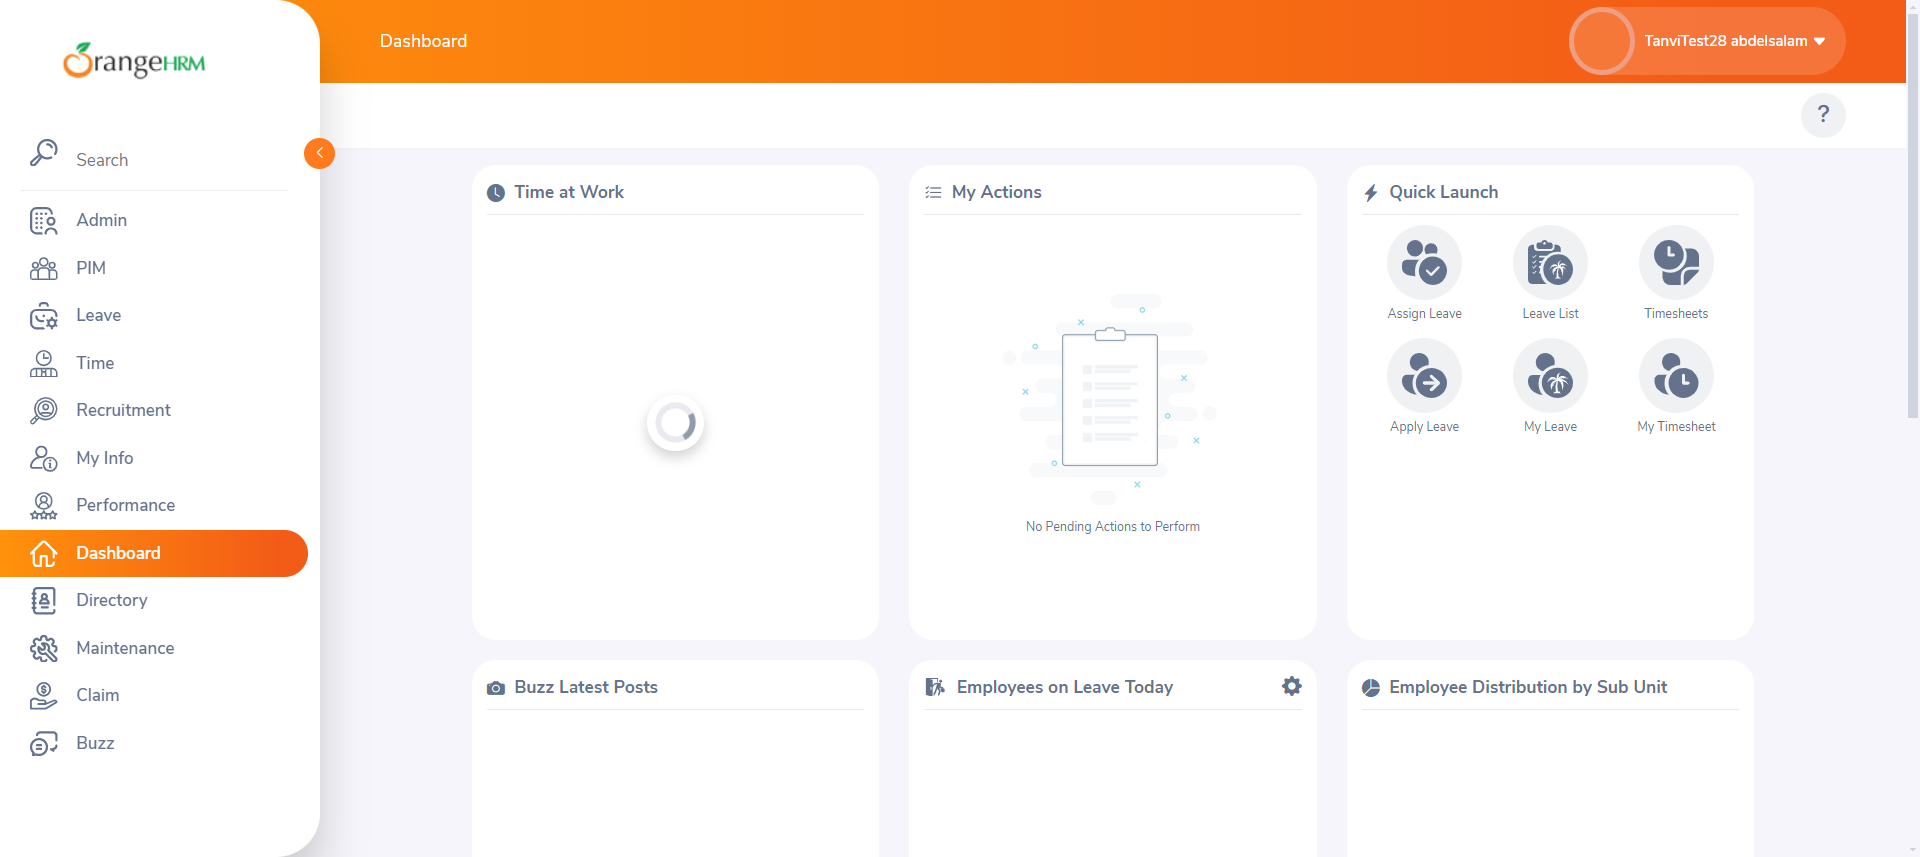 OrangeHRM
Dashboard
TanviTest28 abdelsalam
?
Search
Admin
PIM
Leave
Time
Recruitment
My Info
Performance
Dashboard
Directory
Maintenance
Claim
Buzz
Time at Work
My Actions
No Pending Actions to Perform
Quick Launch
Assign Leave
Leave List
Timesheets
Apply Leave
My Leave
My Timesheet
Buzz Latest Posts
Employees on Leave Today
Employee Distribution by Sub Unit